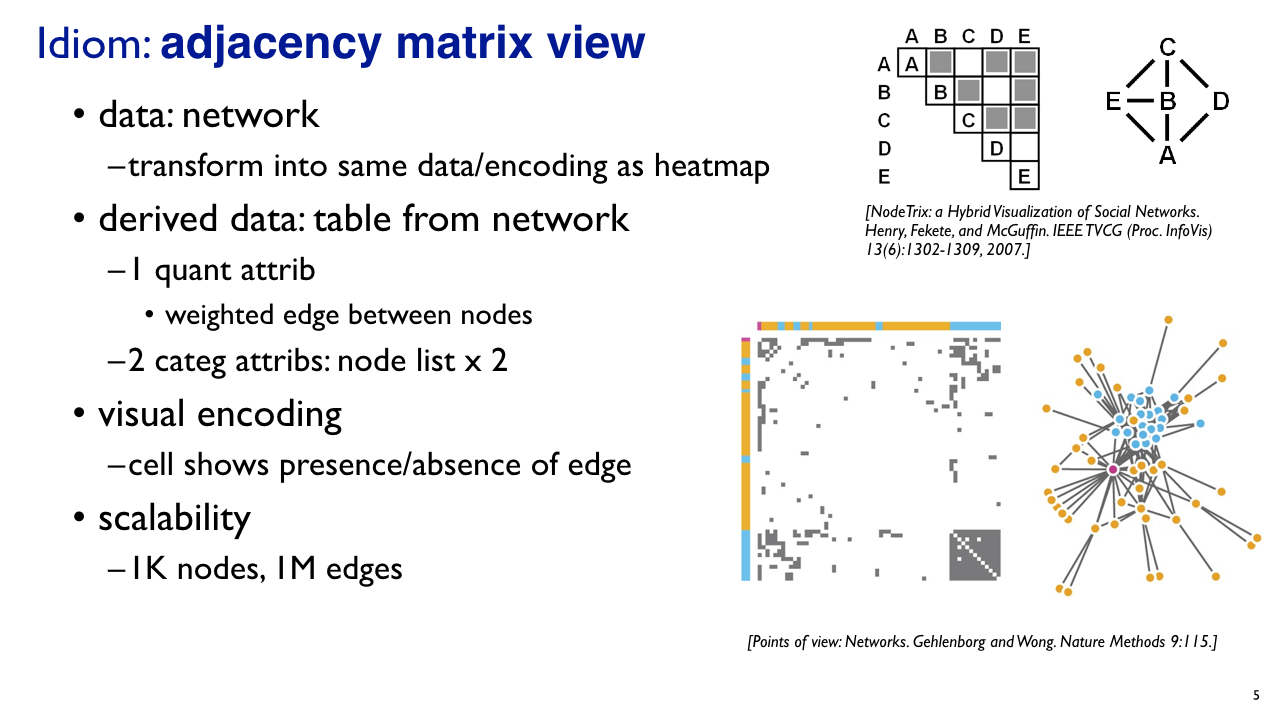 Idiom: adjacency matrix view
• data: network
–transform into same data/encoding as heatmap
• derived data: table from network
–1 quant attrib
• weighted edge between nodes
–2 categ attribs: node list x 2
• visual encoding
–cell shows presence/absence of edge
• scalability
–1K nodes, 1M edges
A B C D E
A A
B B
C C
D D
E E
C
E B D
A
[NodeTrix: a Hybrid Visualization of Social Networks.
Henry, Fekete, and McGuffin. IEEE TVCG (Proc. InfoVis)
13(6):1302-1309, 2007.]
[Points of view: Networks. Gehlenborg and Wong. Nature Methods 9:115.]
5